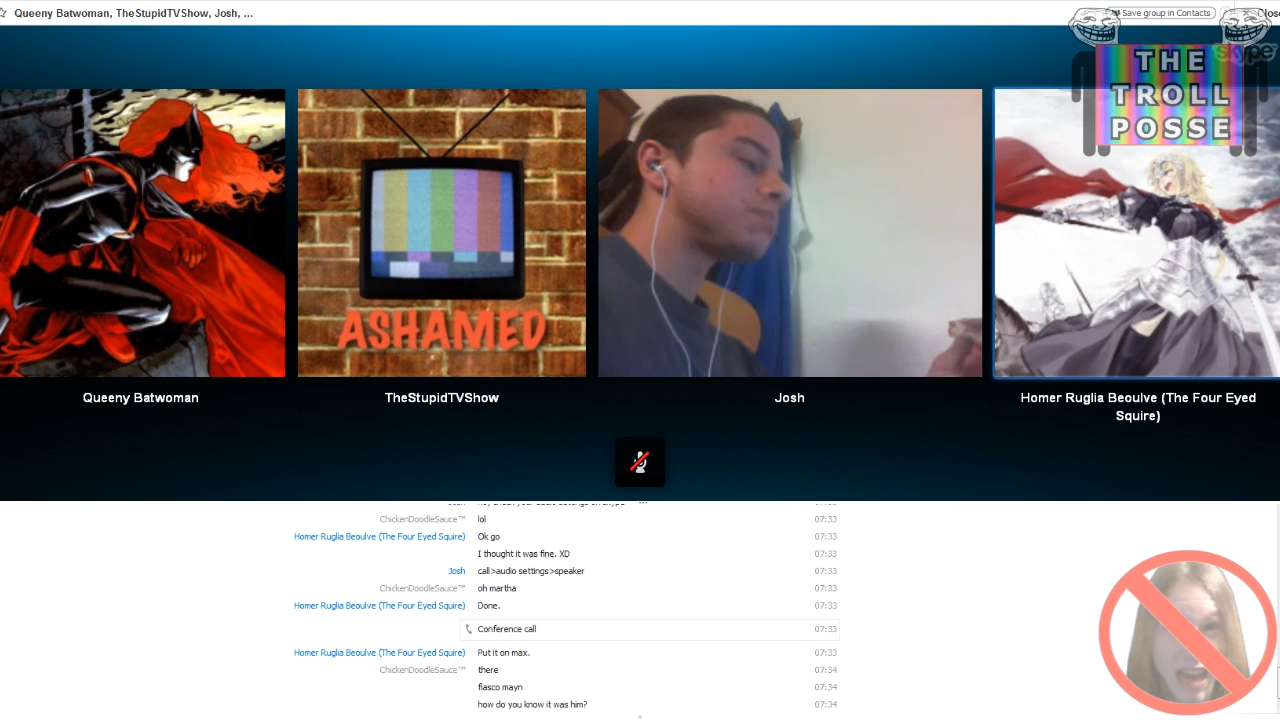 Queeny Batwoman, TheStupidTVShow, Josh, ...
Save group in Contacts
Close
skype
THE
TROLL
POSSE
ASHAMED
Queeny Batwoman
TheStupidTVShow
Josh
Homer Ruglia Beoulve (The Four Eyed
Squire)
ChickenDoodleSauce™ lol 07:33
Homer Ruglia Beoulve (The Four Eyed Squire) Ok go 07:33
I thought it was fine. XD 07:33
Josh call>audio settings>speaker 07:33
ChickenDoodleSauce™ oh martha 07:33
Homer Ruglia Beoulve (The Four Eyed Squire) Done. 07:33
Conference call 07:33
Homer Ruglia Beoulve (The Four Eyed Squire) Put it on max. 07:33
ChickenDoodleSauce™ there 07:34
fiasco mayn 07:34
how do you know it was him? 07:34